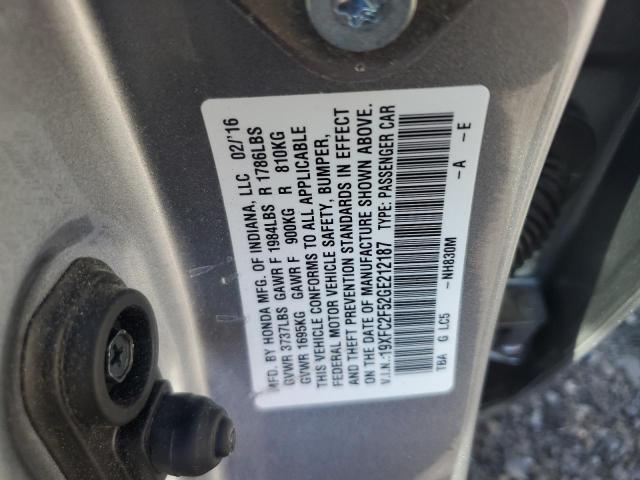 MFD. BY HONDA MFG. OF INDIANA, LLC 02/'16
GVWR 3737LBS GAWR F 1984LBS R 1786LBS
GVWR 1695KG GAWR F 900KG R 810KG
THIS VEHICLE CONFORMS TO ALL APPLICABLE
FEDERAL MOTOR VEHICLE SAFETY, BUMPER,
AND THEFT PREVENTION STANDARDS IN EFFECT
ON THE DATE OF MANUFACTURE SHOWN ABOVE.
V.I.N.:19XFC2F52GE212187 TYPE: PASSENGER CAR
TBA G LC5 – NH830M – A – E